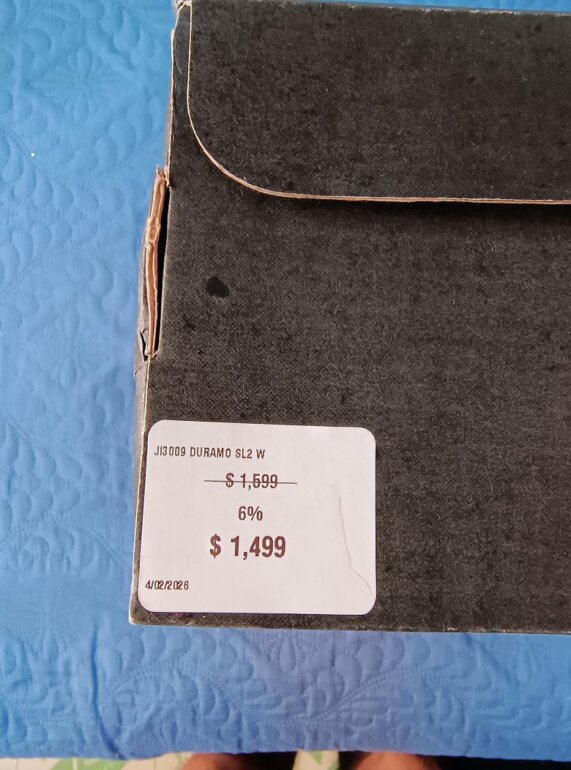 JI3009 DURAMO SL2 W
$ 1,599
6%
$ 1,499
4/02/2026